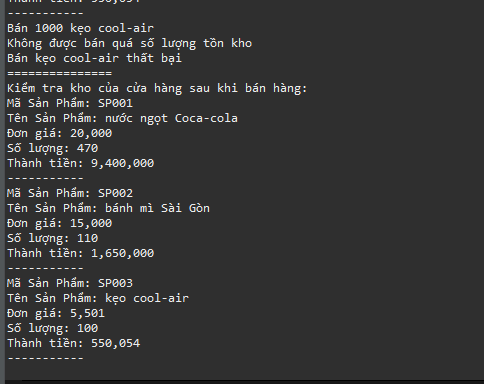 Thành tiền: 550,054
-----------
Bán 1000 kẹo cool-air
Không được bán quá số lượng tồn kho
Bán kẹo cool-air thất bại
===============
Kiểm tra kho của cửa hàng sau khi bán hàng:
Mã Sản Phẩm: SP001
Tên Sản Phẩm: nước ngọt Coca-cola
Đơn giá: 20,000
Số lượng: 470
Thành tiền: 9,400,000
-----------
Mã Sản Phẩm: SP002
Tên Sản Phẩm: bánh mì Sài Gòn
Đơn giá: 15,000
Số lượng: 110
Thành tiền: 1,650,000
-----------
Mã Sản Phẩm: SP003
Tên Sản Phẩm: kẹo cool-air
Đơn giá: 5,501
Số lượng: 100
Thành tiền: 550,054
-----------